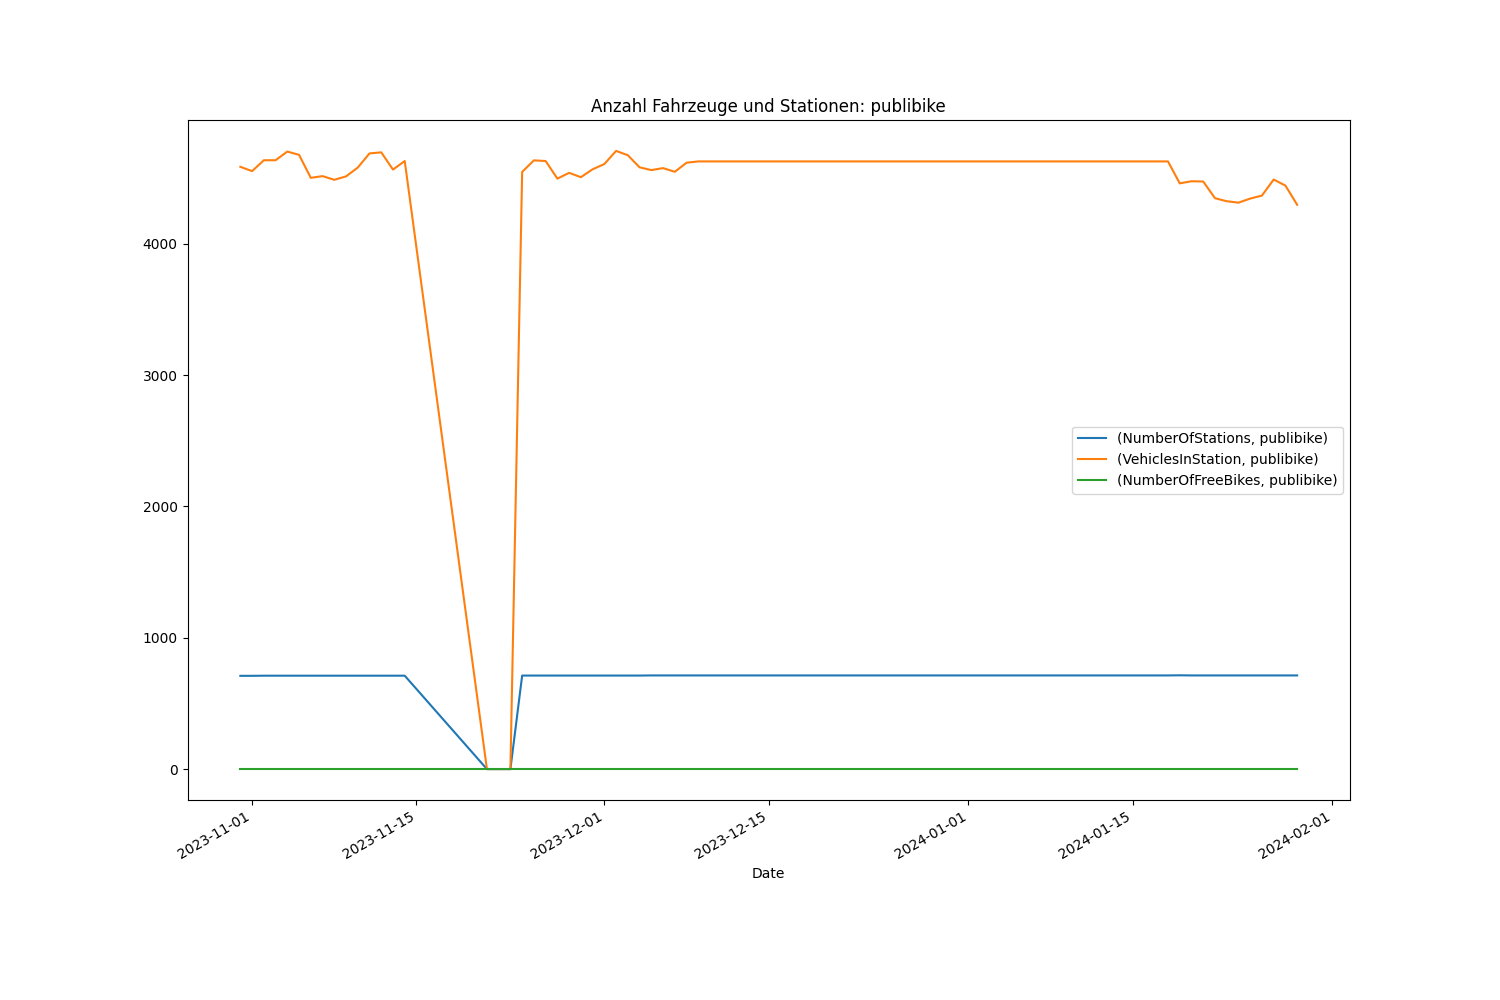 Anzahl Fahrzeuge und Stationen: publibike
4000
3000
2000
1000
0
(NumberOfStations, publibike)
(VehiclesInStation, publibike)
(NumberOfFreeBikes, publibike)
2023-11-01
2023-11-15
2023-12-01
2023-12-15
2024-01-01
2024-01-15
2024-02-01
Date